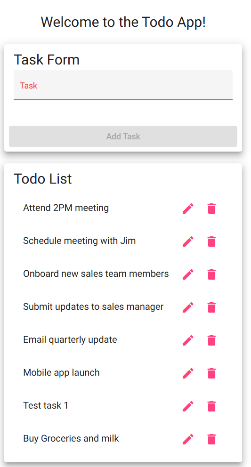 Welcome to the Todo App!
Task Form
Task
Add Task
Todo List
Attend 2PM meeting
Schedule meeting with Jim
Onboard new sales team members
Submit updates to sales manager
Email quarterly update
Mobile app launch
Test task 1
Buy Groceries and milk